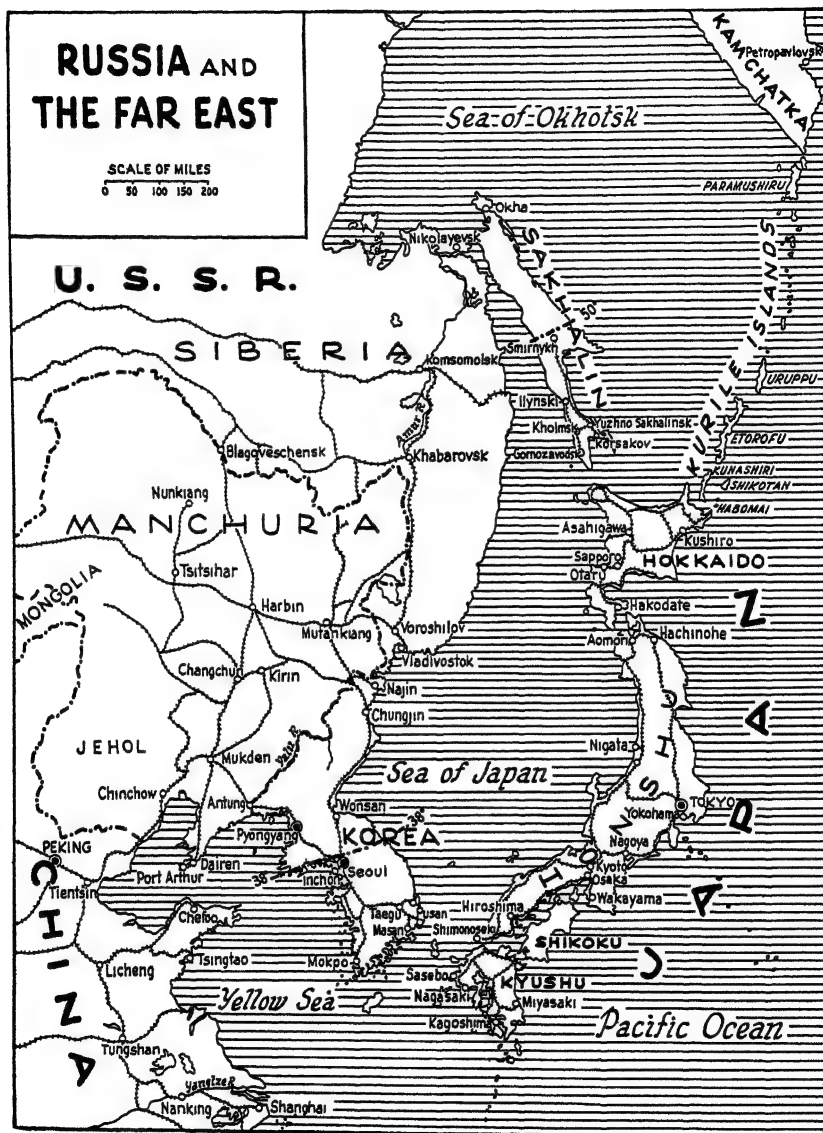 RUSSIA AND
THE FAR EAST
SCALE OF MILES
0 50 100 150 200
KAMCHATKA
Petropavlovsk
Sea of Okhotsk
PARAMUSHIRU
Okha
Nikolayevsk
SAKHALIN
KURILE ISLANDS
U. S. S. R.
50°
SIBERIA
Smirnykh
Komsomolsk
URUPPU
Ilynski
Amur R.
Kholmsk
Yuzhno Sakhalinsk
Korsakov
ETOROFU
Blagoveschensk
Khabarovsk
Gornozavodsk
KUNASHIRI
SHIKOTAN
Nunkiang
HABOMAI
MANCHURIA
Asahigawa
Kushiro
Sapporo
HOKKAIDO
Tsitsihar
Otaru
MONGOLIA
Harbin
Hakodate
Mutankiang
Voroshilov
Aomori
Hachinohe
Vladivostok
Changchun
Kirin
Najin
Chungjin
JEHOL
Mukden
Yalu R.
Nigata
HONSHU
JAPAN
Sea of Japan
Chinchow
Antung
Wonsan
TOKYO
Yokohama
38°
Pyongyang
KOREA
Nagoya
PEKING
Dairen
38°
Seoul
Kyoto
Port Arthur
Inchon
Osaka
Tientsin
CHINA
Wakayama
Chefoo
Taegu
Pusan
Hiroshima
Masan
Shimonoseki
SHIKOKU
Tsingtao
Mokpo
Licheng
Sasebo
KYUSHU
Yellow Sea
Nagasaki
Miyasaki
Kagoshima
Pacific Ocean
Tungshan
Yangtze R.
Nanking
Shanghai